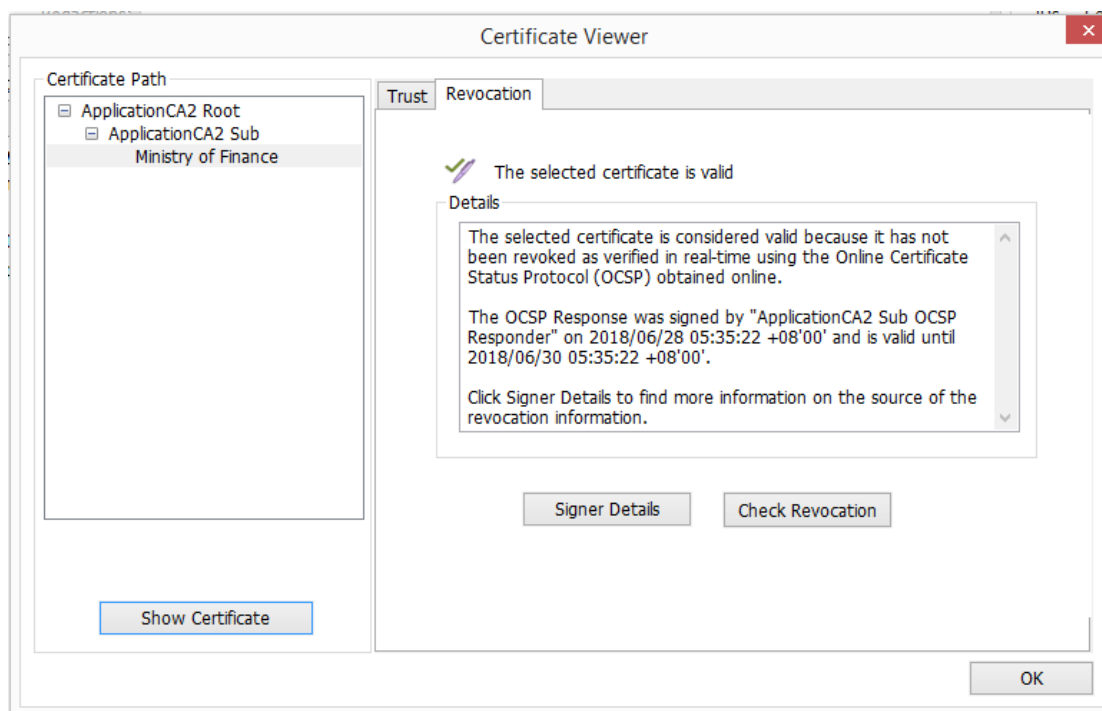 Certificate Viewer
Certificate Path
ApplicationCA2 Root
ApplicationCA2 Sub
Ministry of Finance
Show Certificate
Trust
Revocation
The selected certificate is valid
Details
The selected certificate is considered valid because it has not
been revoked as verified in real-time using the Online Certificate
Status Protocol (OCSP) obtained online.
The OCSP Response was signed by "ApplicationCA2 Sub OCSP
Responder" on 2018/06/28 05:35:22 +08'00' and is valid until
2018/06/30 05:35:22 +08'00'.
Click Signer Details to find more information on the source of the
revocation information.
Signer Details
Check Revocation
OK